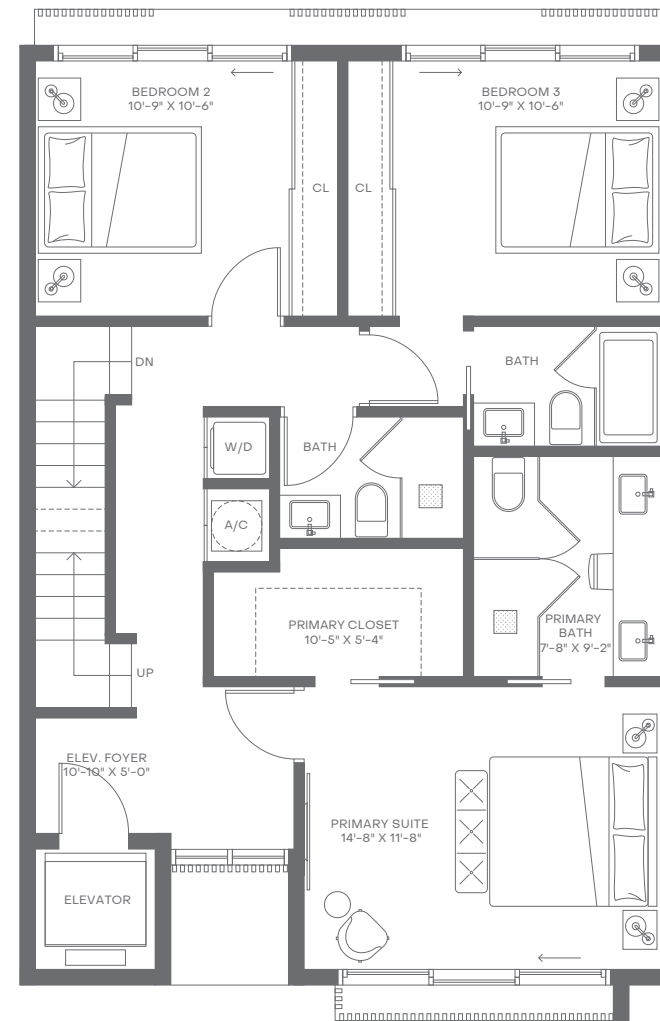 BEDROOM 2
10'-9" X 10'-6"
BEDROOM 3
10'-9" X 10'-6"
CL
CL
DN
BATH
W/D
BATH
A/C
PRIMARY CLOSET
10'-5" X 5'-4"
PRIMARY
BATH
7'-8" X 9'-2"
UP
ELEV. FOYER
10'-10" X 5'-0"
PRIMARY SUITE
14'-8" X 11'-8"
ELEVATOR